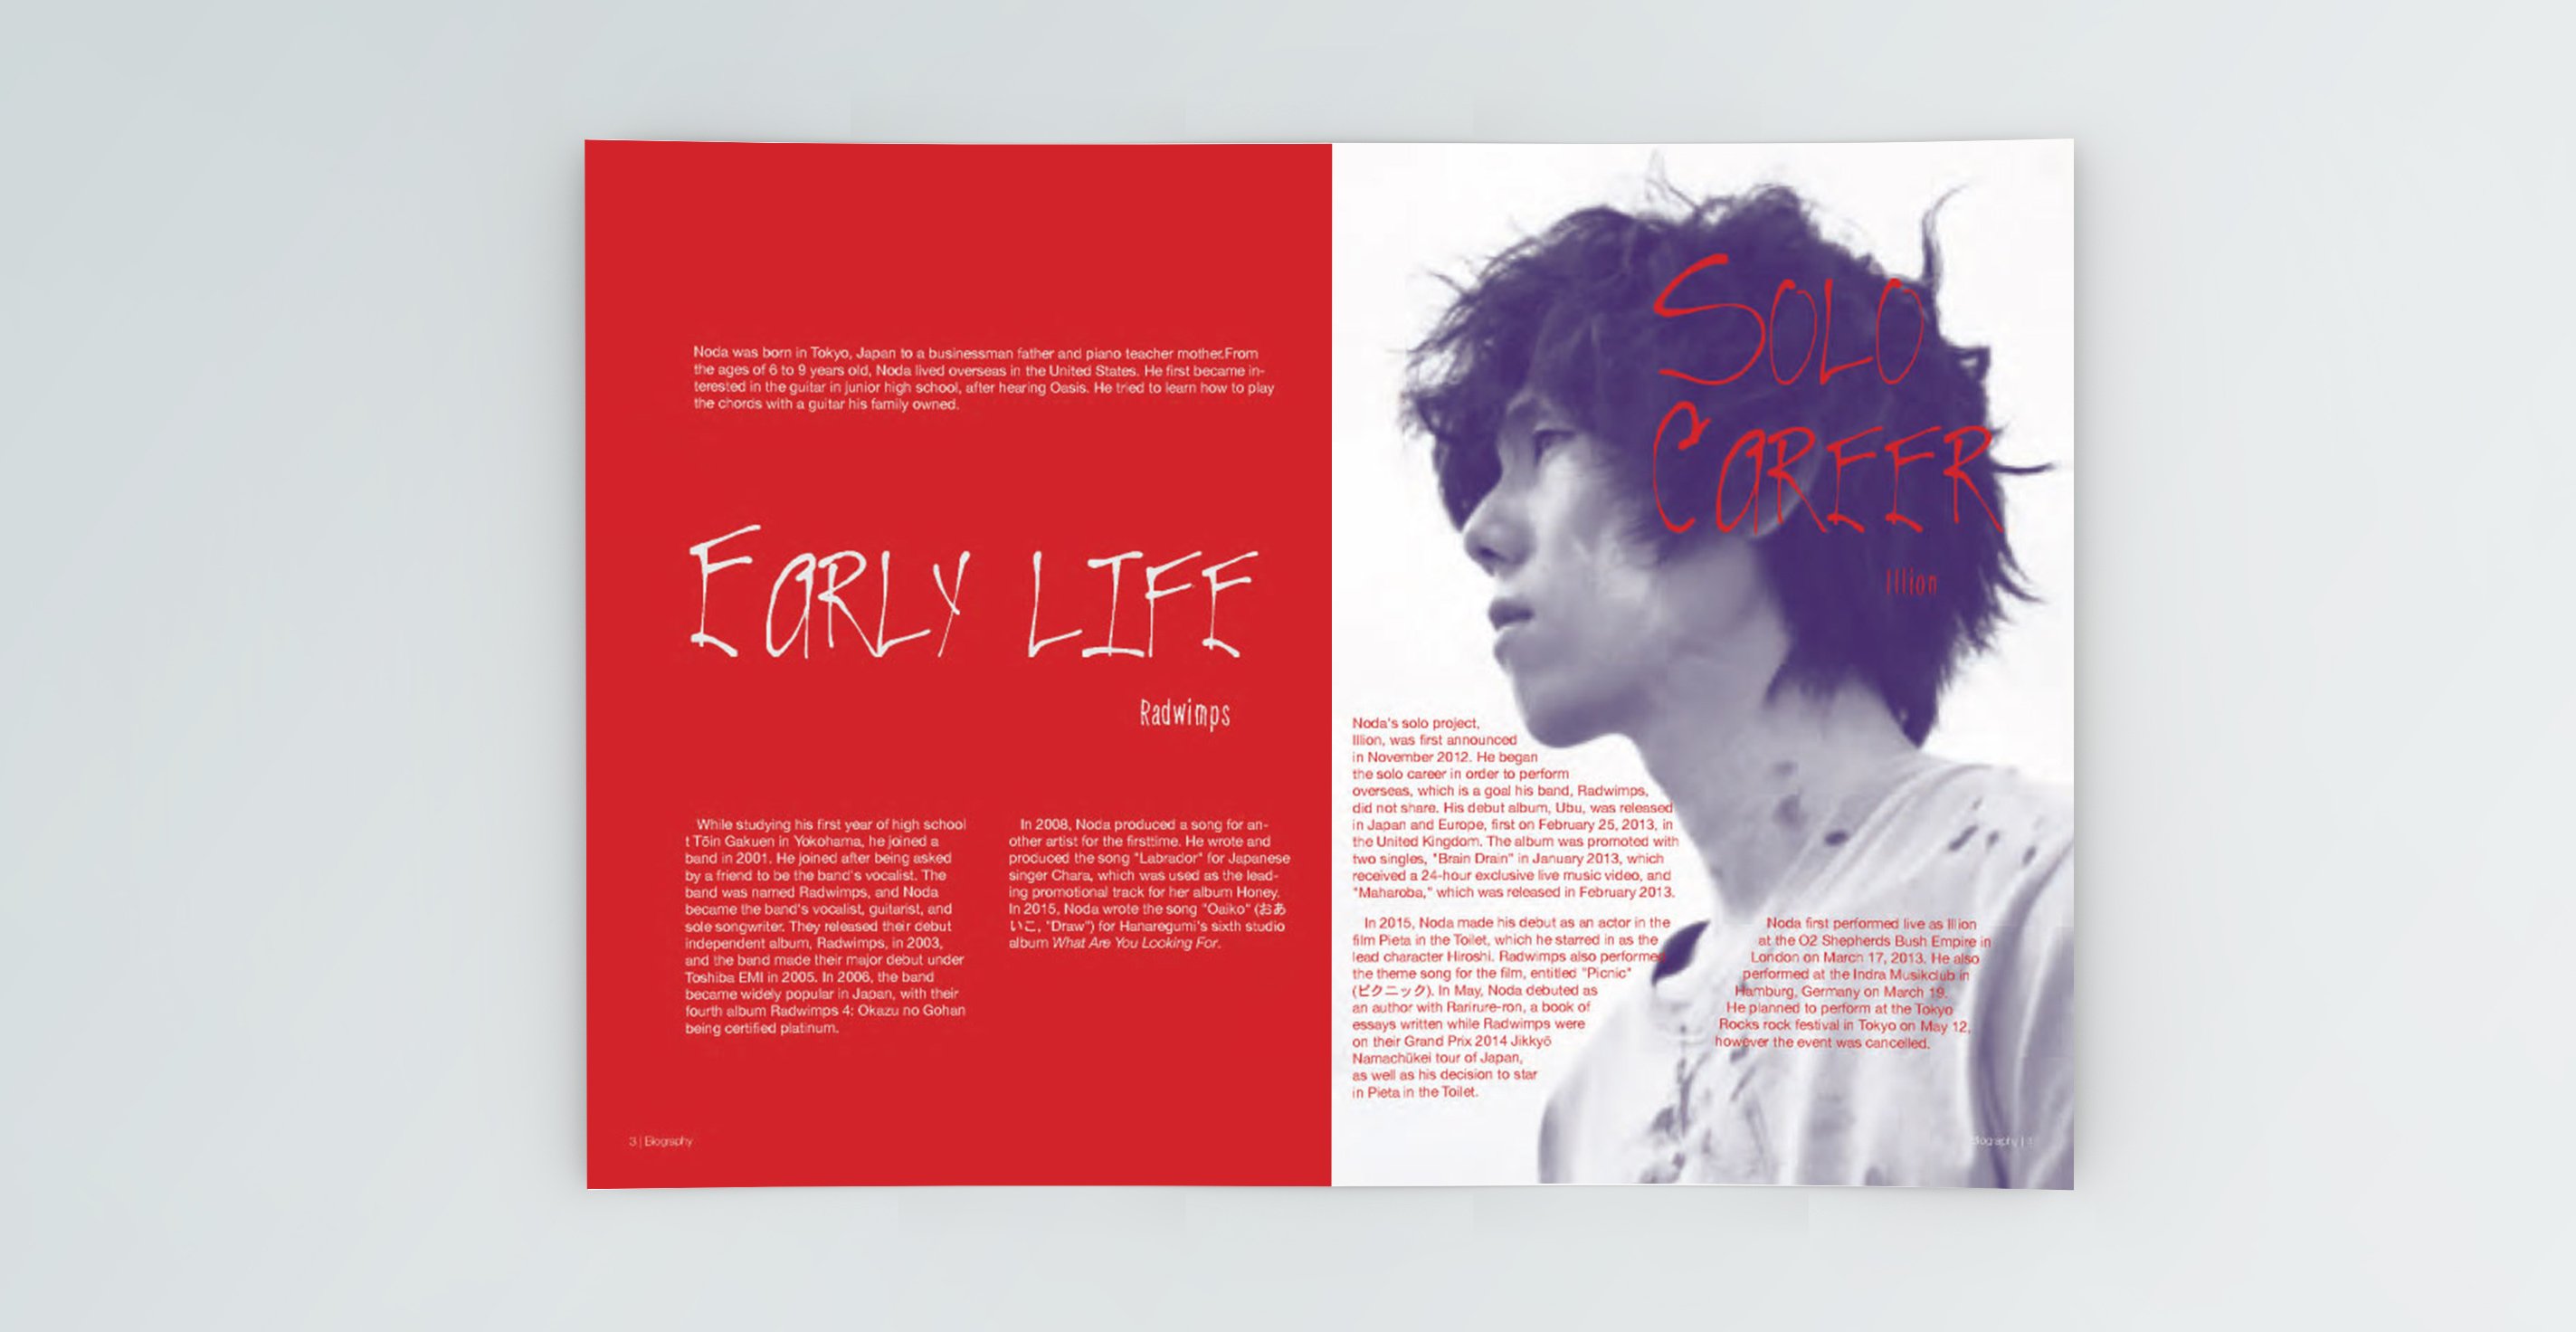 Noda was born in Tokyo, Japan to a businessman father and piano teacher mother.From
the ages of 6 to 9 years old, Noda lived overseas in the United States. He first became in-
terested in the guitar in junior high school, after hearing Oasis. He tried to learn how to play
the chords with a guitar his family owned.
EaRLY LIFE
Radwimps
While studying his first year of high school
t Tōin Gakuen in Yokohama, he joined a
band in 2001. He joined after being asked
by a friend to be the band's vocalist. The
band was named Radwimps, and Noda
became the band's vocalist, guitarist, and
sole songwriter. They released their debut
independent album, Radwimps, in 2003,
and the band made their major debut under
Toshiba EMI in 2005. In 2006, the band
became widely popular in Japan, with their
fourth album Radwimps 4: Okazu no Gohan
being certified platinum.
In 2008, Noda produced a song for an-
other artist for the firsttime. He wrote and
produced the song "Labrador" for Japanese
singer Chara, which was used as the lead-
ing promotional track for her album Honey.
In 2015, Noda wrote the song "Oaiko" (おあ
いこ, "Draw") for Hanaregumi's sixth studio
album What Are You Looking For.
3 | Biography
SOLO
CaREER
Illion
Noda's solo project,
Illion, was first announced
in November 2012. He began
the solo career in order to perform
overseas, which is a goal his band, Radwimps,
did not share. His debut album, Ubu, was released
in Japan and Europe, first on February 25, 2013, in
the United Kingdom. The album was promoted with
two singles, "Brain Drain" in January 2013, which
received a 24-hour exclusive live music video, and
"Maharoba," which was released in February 2013.
In 2015, Noda made his debut as an actor in the
film Pieta in the Toilet, which he starred in as the
lead character Hiroshi. Radwimps also performed
the theme song for the film, entitled "Picnic"
(ピクニック). In May, Noda debuted as
an author with Rarirure-ron, a book of
essays written while Radwimps were
on their Grand Prix 2014 Jikkyō
Namachūkei tour of Japan,
as well as his decision to star
in Pieta in the Toilet.
Noda first performed live as Illion
at the O2 Shepherds Bush Empire in
London on March 17, 2013. He also
performed at the Indra Musikclub in
Hamburg, Germany on March 19.
He planned to perform at the Tokyo
Rocks rock festival in Tokyo on May 12,
however the event was cancelled.
Biography |